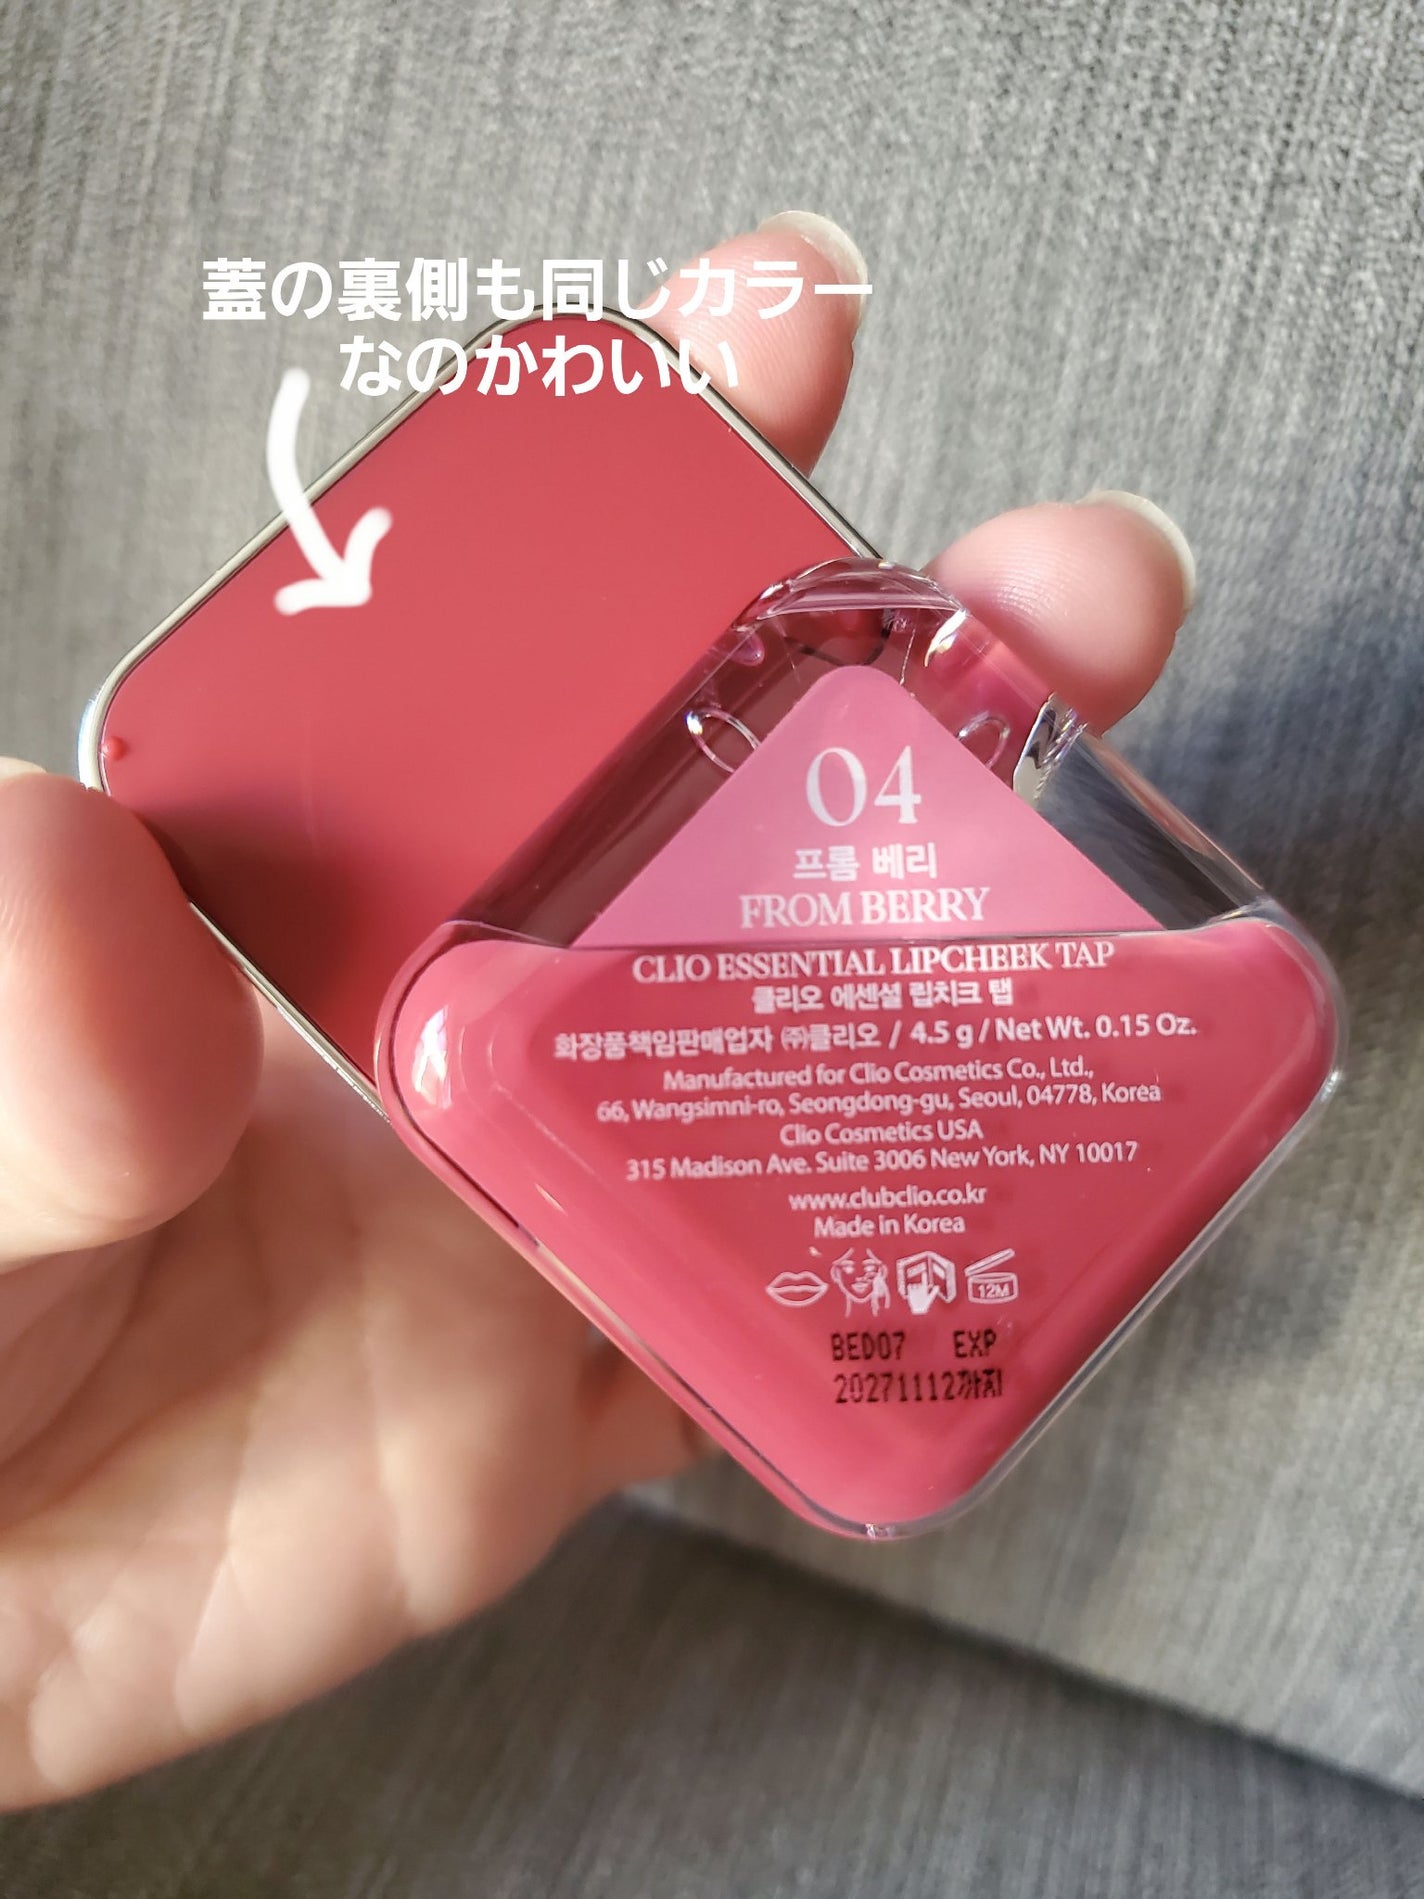 蓋の裏側も同じカラー
なのかわいい
04
프롬 베리
FROM BERRY
CLIO ESSENTIAL LIPCHEEK TAP
클리오 에센셜 립치크 탭
화장품책임판매업자 ㈜클리오 / 4.5 g / Net Wt. 0.15 Oz.
Manufactured for Clio Cosmetics Co., Ltd.,
66, Wangsimni-ro, Seongdong-gu, Seoul, 04778, Korea
Clio Cosmetics USA
315 Madison Ave. Suite 3006 New York, NY 10017
www.clubclio.co.kr
Made in Korea
12M
BED07 EXP
20271112까지